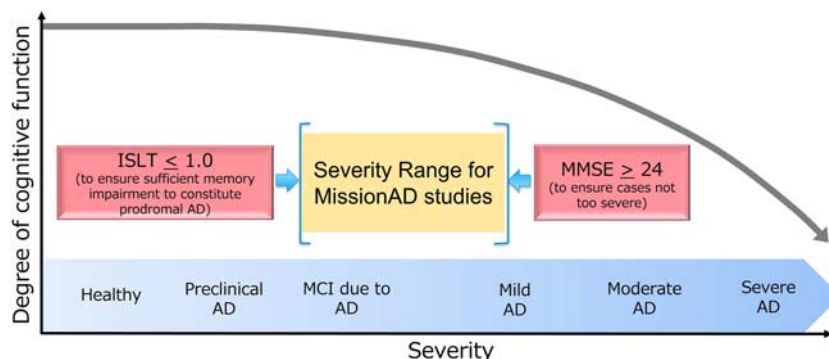 Degree of cognitive function
ISLT ≤ 1.0
(to ensure sufficient memory
impairment to constitute
prodromal AD)
Severity Range for
MissionAD studies
MMSE ≥ 24
(to ensure cases not
too severe)
Healthy
Preclinical
AD
MCI due to
AD
Mild
AD
Moderate
AD
Severe
AD
Severity